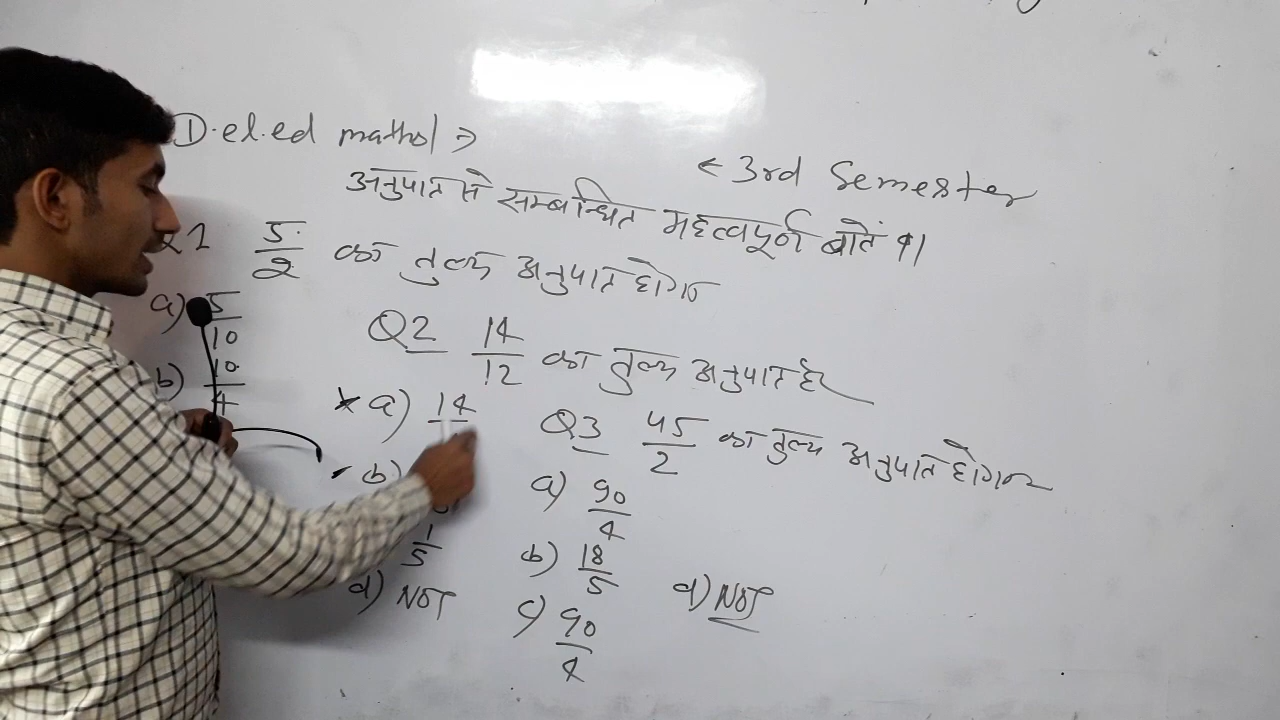 D.el.ed mathol ⇒
← 3rd Semester
अनुपात से सम्बन्धित महत्वपूर्ण बातें ९।
Q1 5/2 का तुल्य अनुपात होगा
a) 5/10
b) 10/4
Q2 14/12 का तुल्य अनुपात है
a) 14
b)
1/5
d) NOT
Q3 45/2 का तुल्य अनुपात होगा
a) 90/4
b) 18/5
c) 90/4
d) NOT